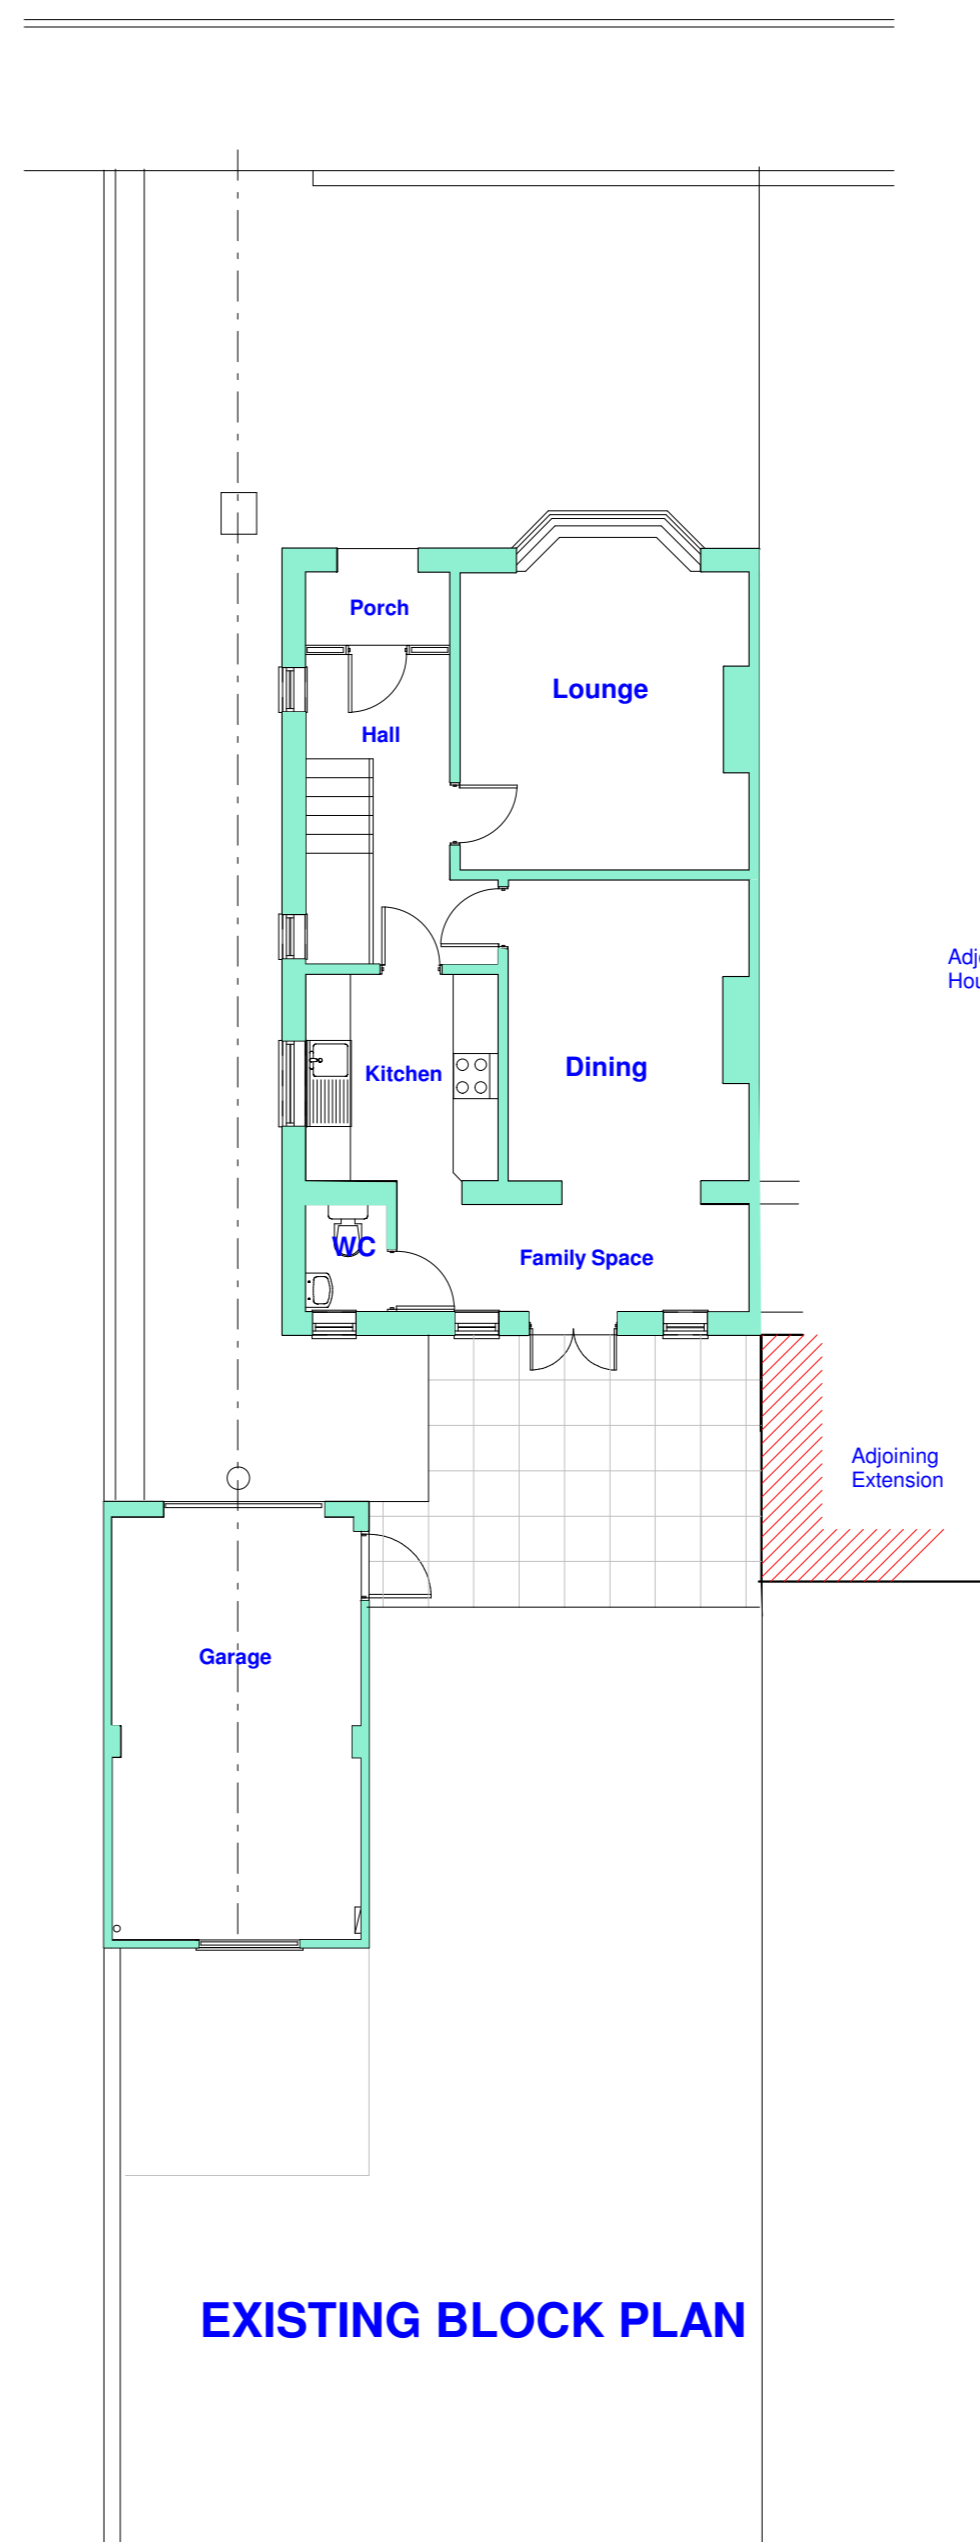 Porch
Lounge
Hall
Kitchen
Dining
WC
Family Space
Adjoining
Extension
Garage
EXISTING BLOCK PLAN